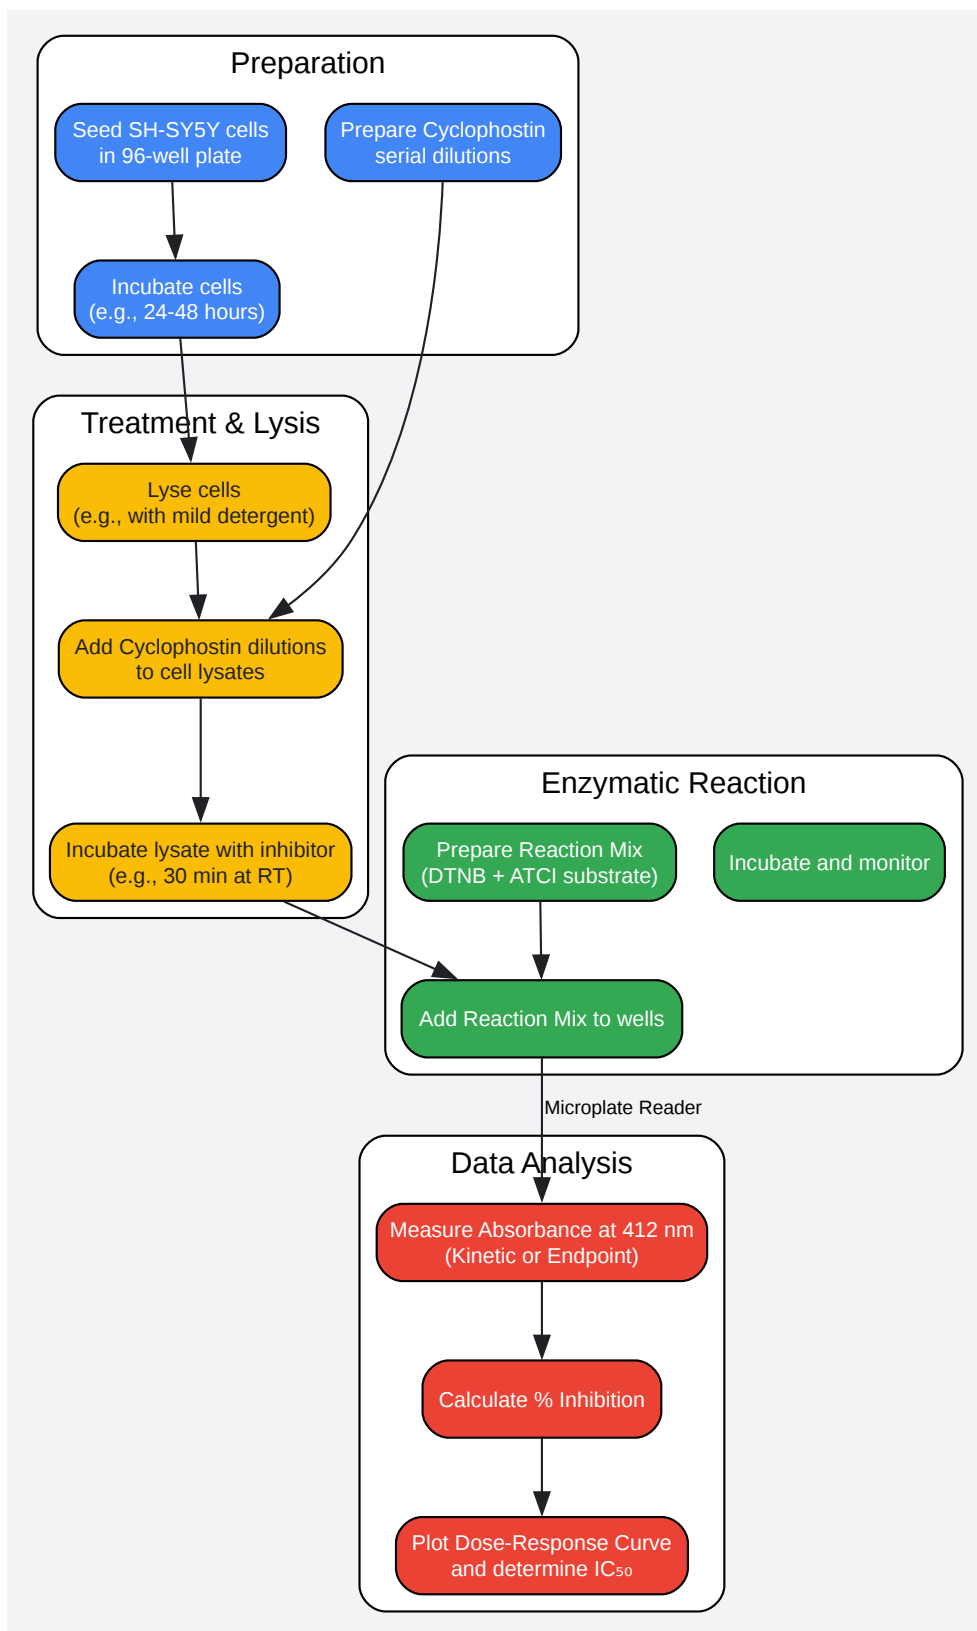 Preparation
Seed SH-SY5Y cells
in 96-well plate
Prepare Cyclophostin
serial dilutions
Incubate cells
(e.g., 24-48 hours)
Treatment & Lysis
Lyse cells
(e.g., with mild detergent)
Add Cyclophostin dilutions
to cell lysates
Incubate lysate with inhibitor
(e.g., 30 min at RT)
Enzymatic Reaction
Prepare Reaction Mix
(DTNB + ATCI substrate)
Incubate and monitor
Add Reaction Mix to wells
Microplate Reader
Data Analysis
Measure Absorbance at 412 nm
(Kinetic or Endpoint)
Calculate % Inhibition
Plot Dose-Response Curve
and determine IC₅₀